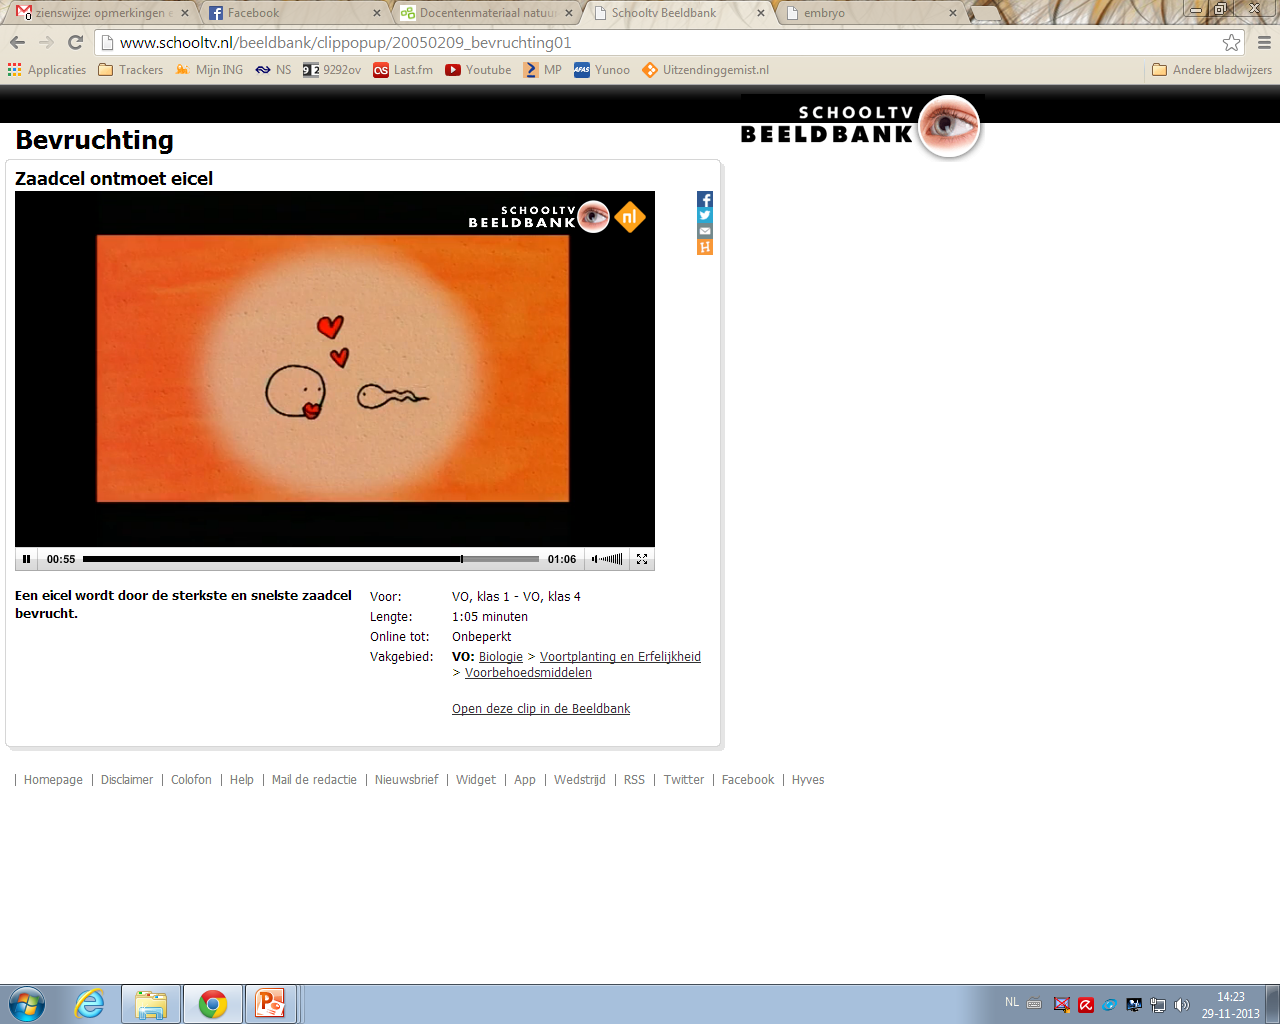 zienswijze: opmerkingen e
Facebook
Docentenmateriaal natuu
Schooltv Beeldbank
embryo
www.schooltv.nl/beeldbank/clippopup/20050209_bevruchting01
Applicaties Trackers Mijn ING NS 9292ov Last.fm Youtube MP Yunoo Uitzendinggemist.nl Andere bladwijzers
SCHOOLTV
BEELDBANK
Bevruchting
Zaadcel ontmoet eicel
SCHOOLTV
BEELDBANK
nl
00:55 01:06
Een eicel wordt door de sterkste en snelste zaadcel
bevrucht.
Voor: VO, klas 1 - VO, klas 4
Lengte: 1:05 minuten
Online tot: Onbeperkt
Vakgebied: VO: Biologie > Voortplanting en Erfelijkheid
> Voorbehoedsmiddelen
Open deze clip in de Beeldbank
| Homepage | Disclaimer | Colofon | Help | Mail de redactie | Nieuwsbrief | Widget | App | Wedstrijd | RSS | Twitter | Facebook | Hyves
NL
14:23
29-11-2013